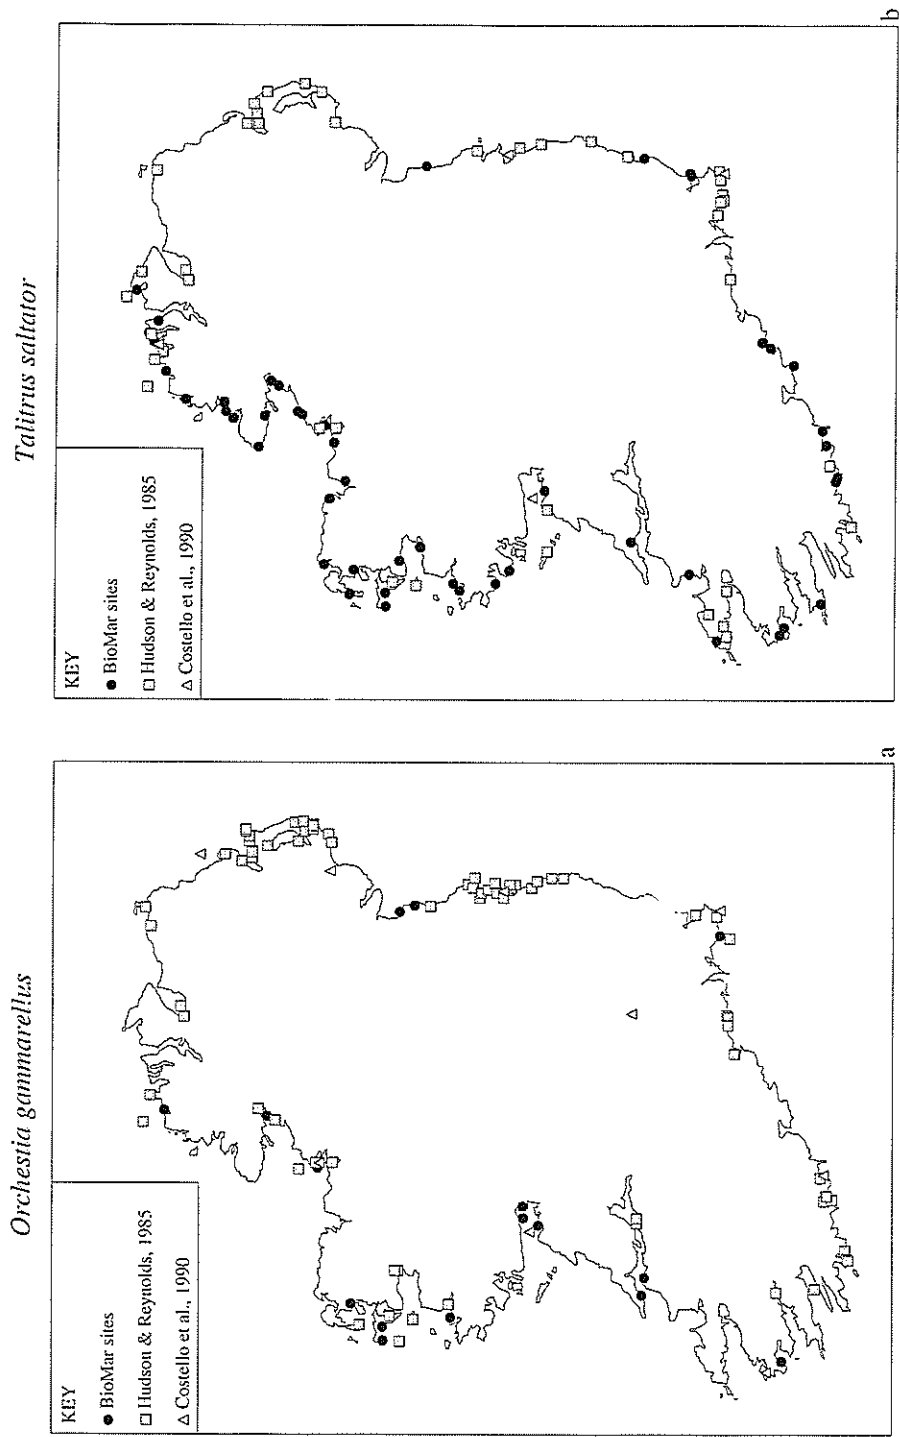 Orchestia gammarellus
KEY
● BioMar sites
□ Hudson & Reynolds, 1985
△ Costello et al., 1990
a
Talitrus saltator
KEY
● BioMar sites
□ Hudson & Reynolds, 1985
△ Costello et al., 1990
b